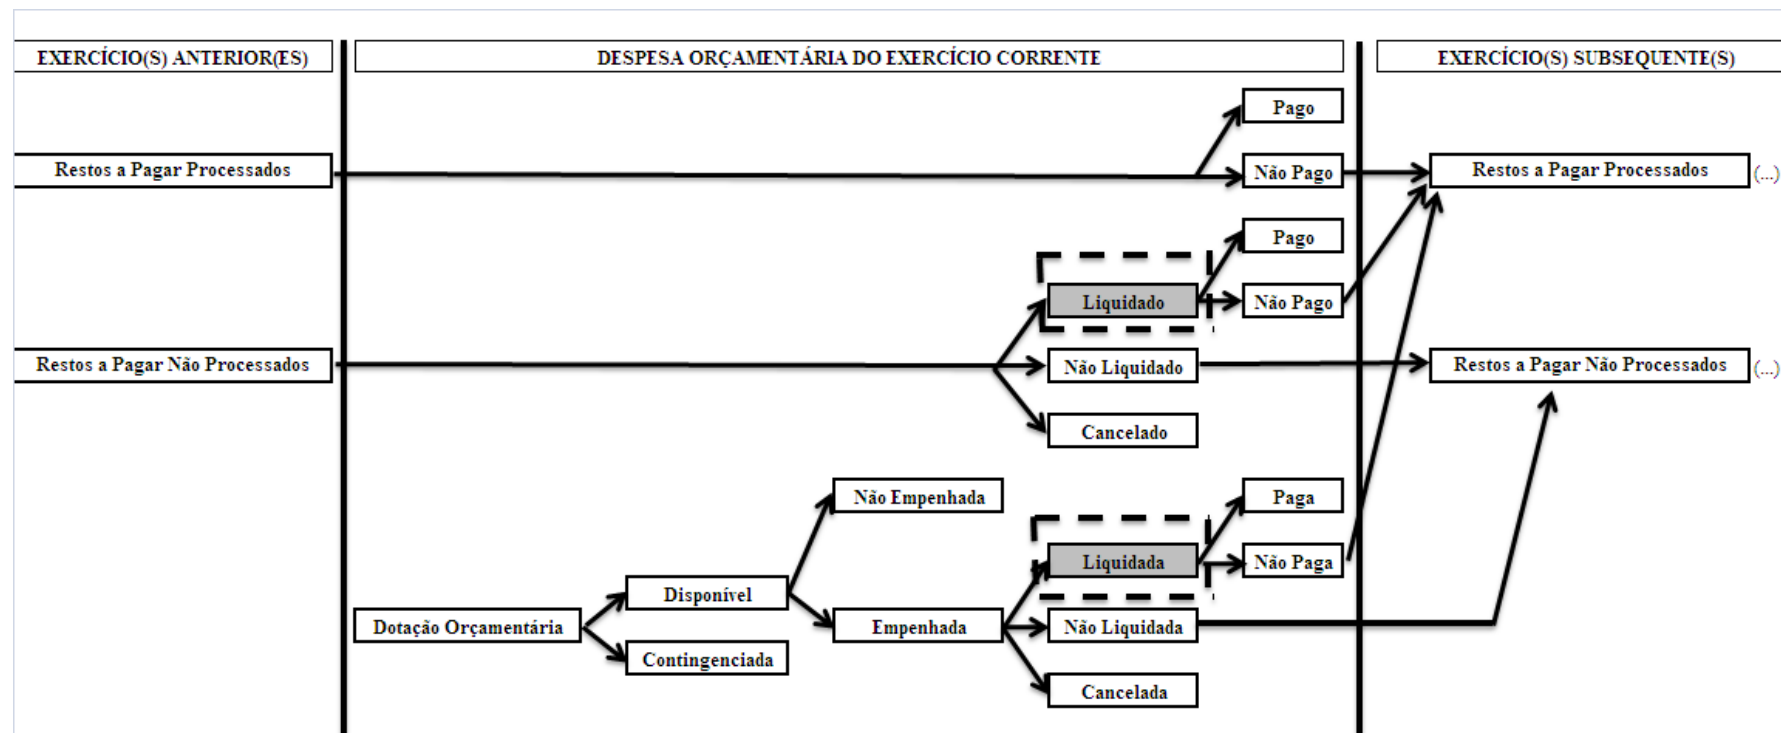 EXERCÍCIO(S) ANTERIOR(ES)
DESPESA ORÇAMENTÁRIA DO EXERCÍCIO CORRENTE
EXERCÍCIO(S) SUBSEQUENTE(S)
Pago
Restos a Pagar Processados
Não Pago
Restos a Pagar Processados
(...)
Pago
Liquidado
Não Pago
Restos a Pagar Não Processados
Não Liquidado
Restos a Pagar Não Processados
(...)
Cancelado
Não Empenhada
Paga
Liquidada
Não Paga
Disponível
Dotação Orçamentária
Empenhada
Não Liquidada
Contingenciada
Cancelada